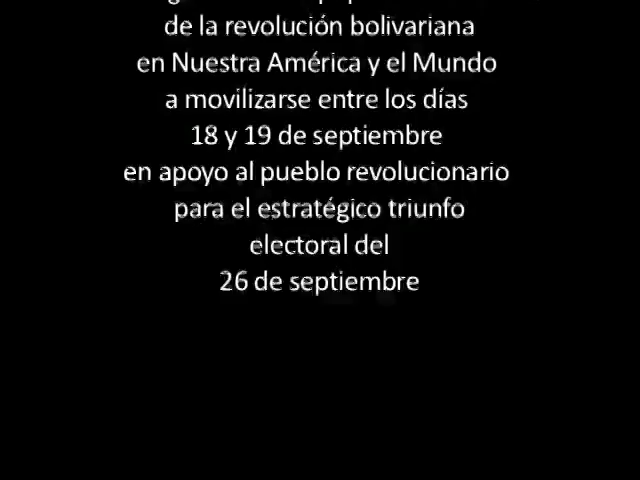 de la revolución bolivariana
en Nuestra América y el Mundo
a movilizarse entre los días
18 y 19 de septiembre
en apoyo al pueblo revolucionario
para el estratégico triunfo
electoral del
26 de septiembre